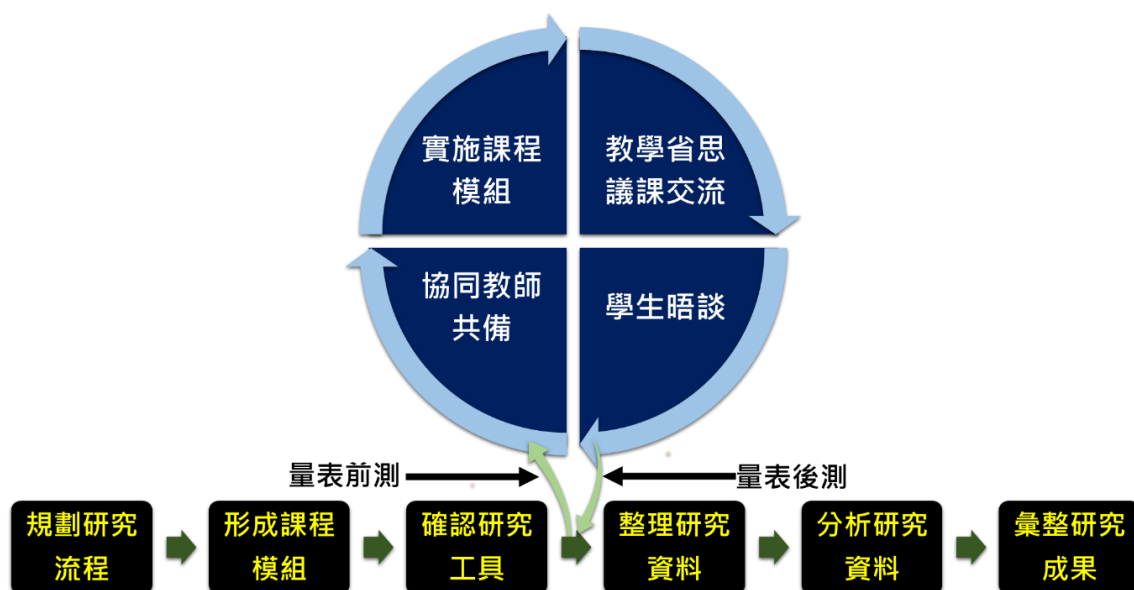 實施課程
模組
教學省思
議課交流
協同教師
共備
學生晤談
量表前測
量表後測
規劃研究
流程
形成課程
模組
確認研究
工具
整理研究
資料
分析研究
資料
彙整研究
成果